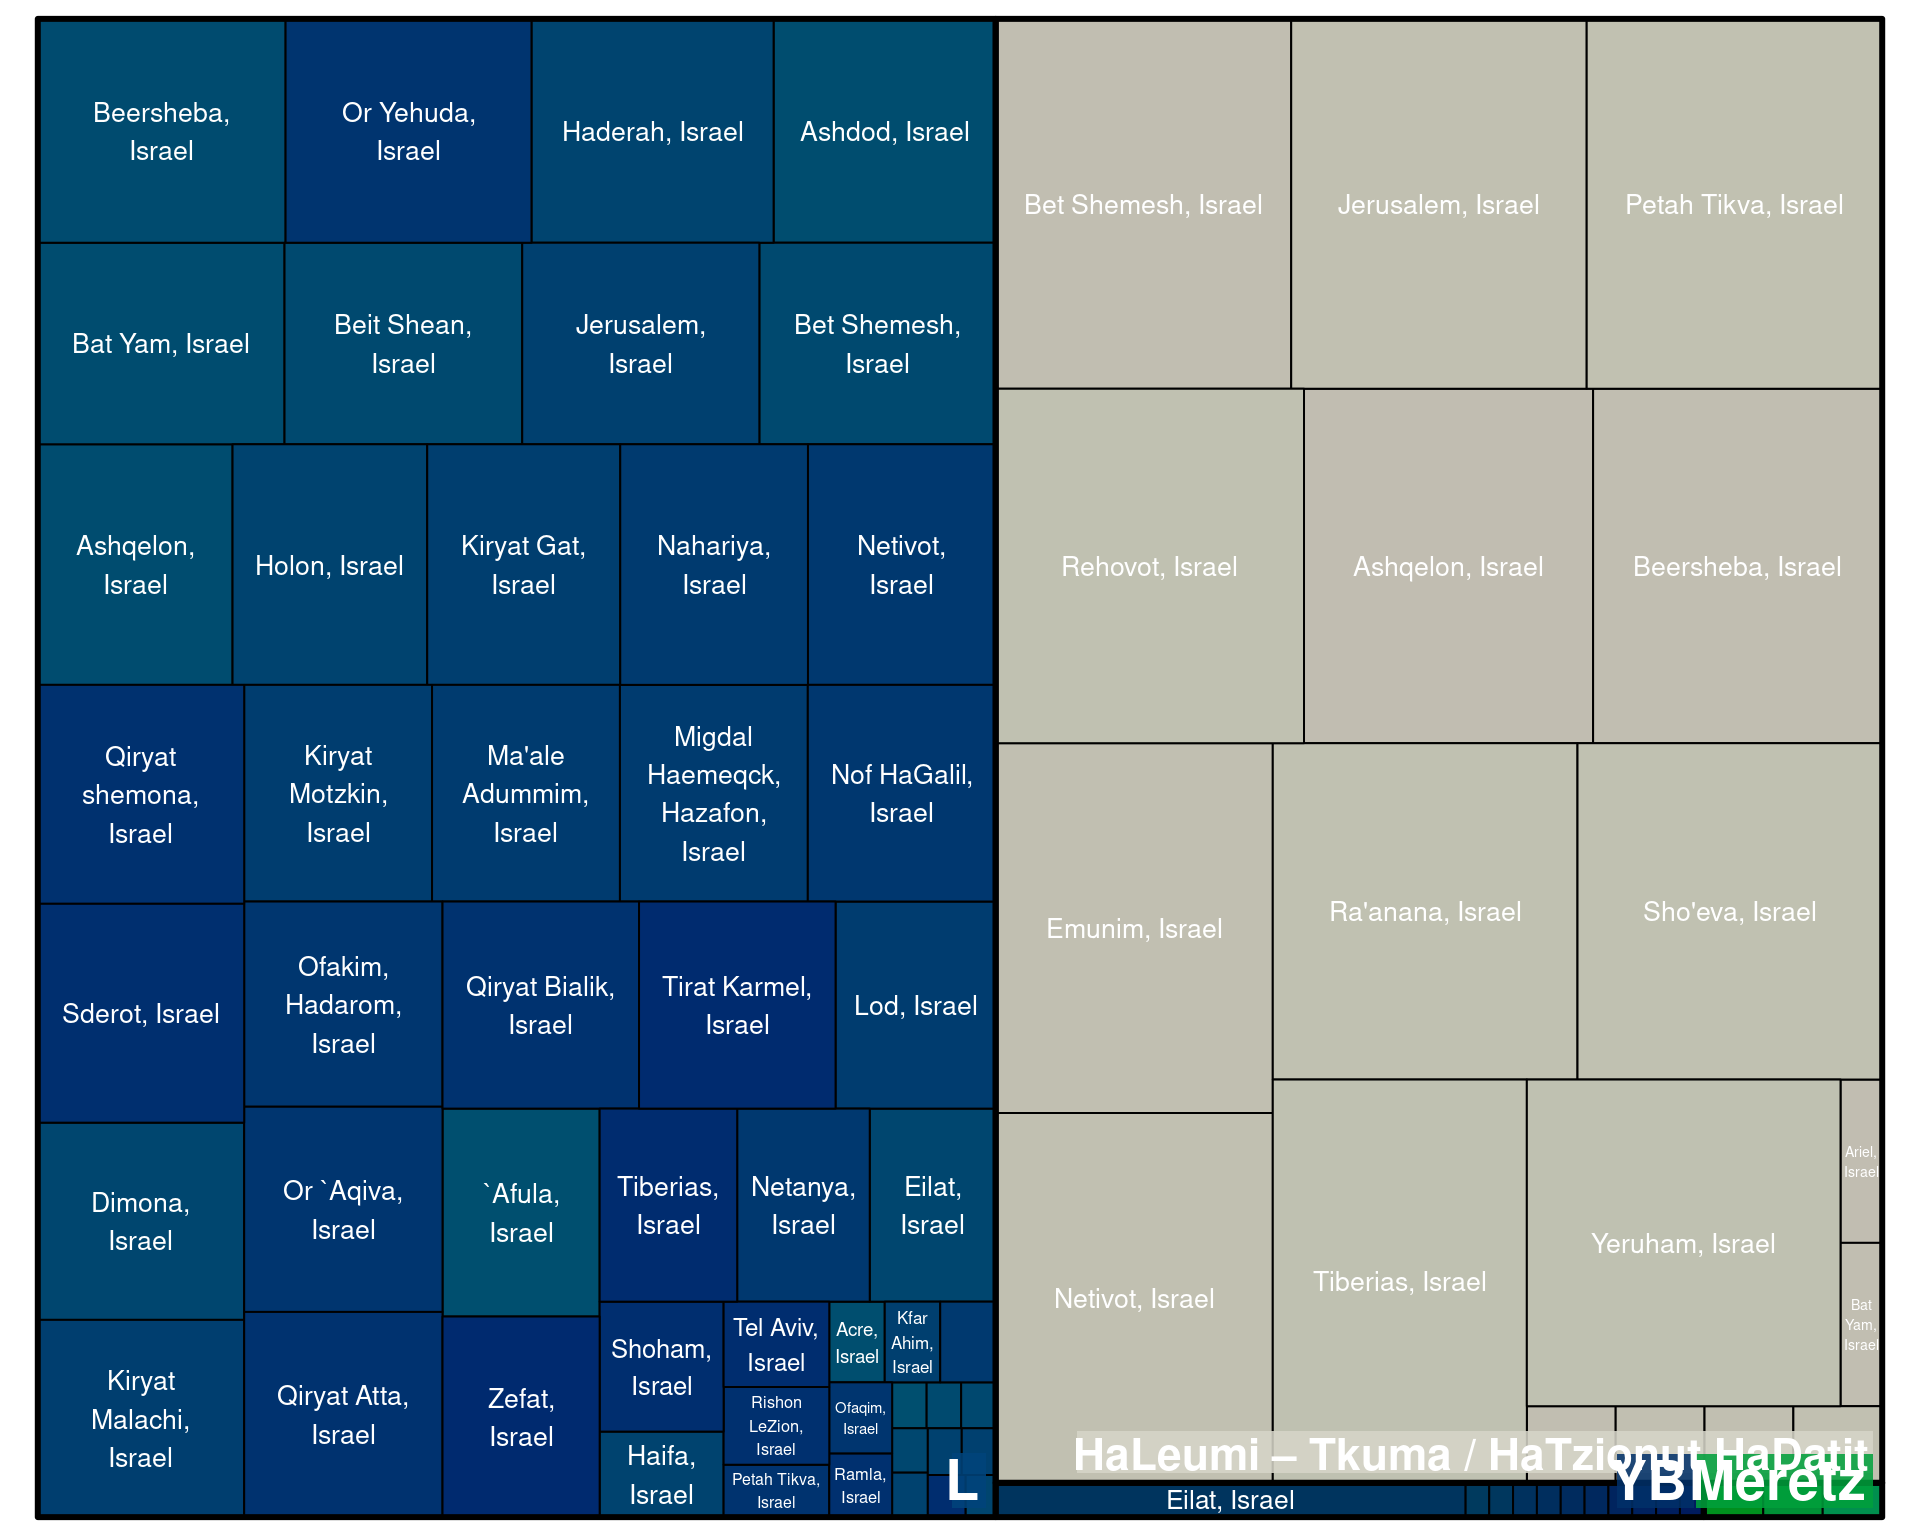 Beersheba,
Israel
Or Yehuda,
Israel
Haderah, Israel
Ashdod, Israel
Bat Yam, Israel
Beit Shean,
Israel
Jerusalem,
Israel
Bet Shemesh,
Israel
Ashqelon,
Israel
Holon, Israel
Kiryat Gat,
Israel
Nahariya,
Israel
Netivot,
Israel
Qiryat
shemona,
Israel
Kiryat
Motzkin,
Israel
Ma'ale
Adummim,
Israel
Migdal
Haemeqck,
Hazafon,
Israel
Nof HaGalil,
Israel
Sderot, Israel
Ofakim,
Hadarom,
Israel
Qiryat Bialik,
Israel
Tirat Karmel,
Israel
Lod, Israel
Dimona,
Israel
Or `Aqiva,
Israel
`Afula,
Israel
Tiberias,
Israel
Netanya,
Israel
Eilat,
Israel
Kiryat
Malachi,
Israel
Qiryat Atta,
Israel
Zefat,
Israel
Shoham,
Israel
Haifa,
Israel
Tel Aviv,
Israel
Rishon
LeZion,
Israel
Petah Tikva,
Israel
Acre,
Israel
Kfar
Ahim,
Israel
Ofaqim,
Israel
Ramla,
Israel
L
Bet Shemesh, Israel
Jerusalem, Israel
Petah Tikva, Israel
Rehovot, Israel
Ashqelon, Israel
Beersheba, Israel
Emunim, Israel
Ra'anana, Israel
Sho'eva, Israel
Netivot, Israel
Tiberias, Israel
Yeruham, Israel
Ariel,
Israel
Bat
Yam,
Israel
HaLeumi – Tkuma / HaTzionut HaDatit
Eilat, Israel
YB
Meretz